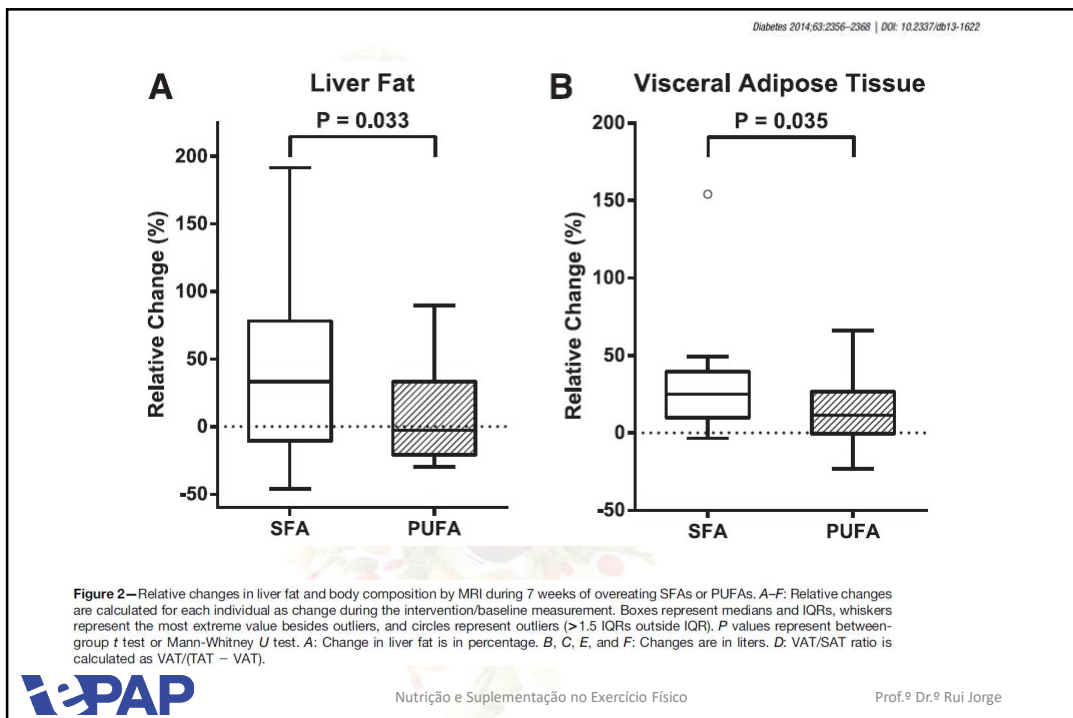 Diabetes 2014;63:2356–2368 | DOI: 10.2337/db13-1622
A
Liver Fat
P = 0.033
Relative Change (%)
200
150
100
50
0
-50
SFA
PUFA
B
Visceral Adipose Tissue
P = 0.035
Relative Change (%)
200
150
100
50
0
-50
SFA
PUFA
Figure 2—Relative changes in liver fat and body composition by MRI during 7 weeks of overeating SFAs or PUFAs. A–F: Relative changes
are calculated for each individual as change during the intervention/baseline measurement. Boxes represent medians and IQRs, whiskers
represent the most extreme value besides outliers, and circles represent outliers (>1.5 IQRs outside IQR). P values represent between-
group t test or Mann-Whitney U test. A: Change in liver fat is in percentage. B, C, E, and F: Changes are in liters. D: VAT/SAT ratio is
calculated as VAT/(TAT − VAT).
iePAP
Nutrição e Suplementação no Exercício Físico
Prof.º Dr.º Rui Jorge